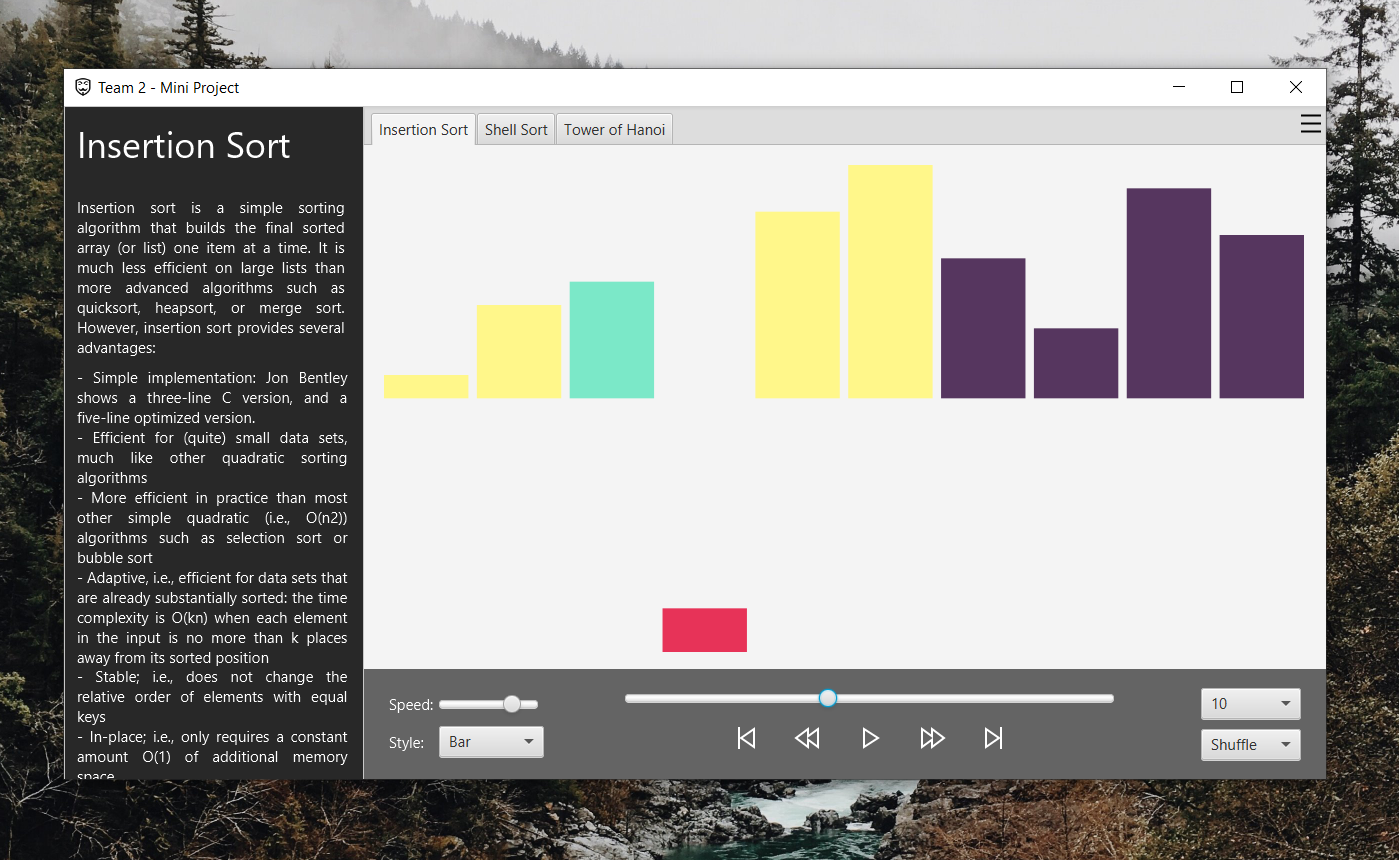 Team 2 - Mini Project
Insertion Sort
Insertion sort is a simple sorting
algorithm that builds the final sorted
array (or list) one item at a time. It is
much less efficient on large lists than
more advanced algorithms such as
quicksort, heapsort, or merge sort.
However, insertion sort provides several
advantages:
- Simple implementation: Jon Bentley
shows a three-line C version, and a
five-line optimized version.
- Efficient for (quite) small data sets,
much like other quadratic sorting
algorithms
- More efficient in practice than most
other simple quadratic (i.e., O(n2))
algorithms such as selection sort or
bubble sort
- Adaptive, i.e., efficient for data sets that
are already substantially sorted: the time
complexity is O(kn) when each element
in the input is no more than k places
away from its sorted position
- Stable; i.e., does not change the
relative order of elements with equal
keys
- In-place; i.e., only requires a constant
amount O(1) of additional memory
space
Insertion Sort
Shell Sort
Tower of Hanoi
Speed:
Style:
Bar
10
Shuffle